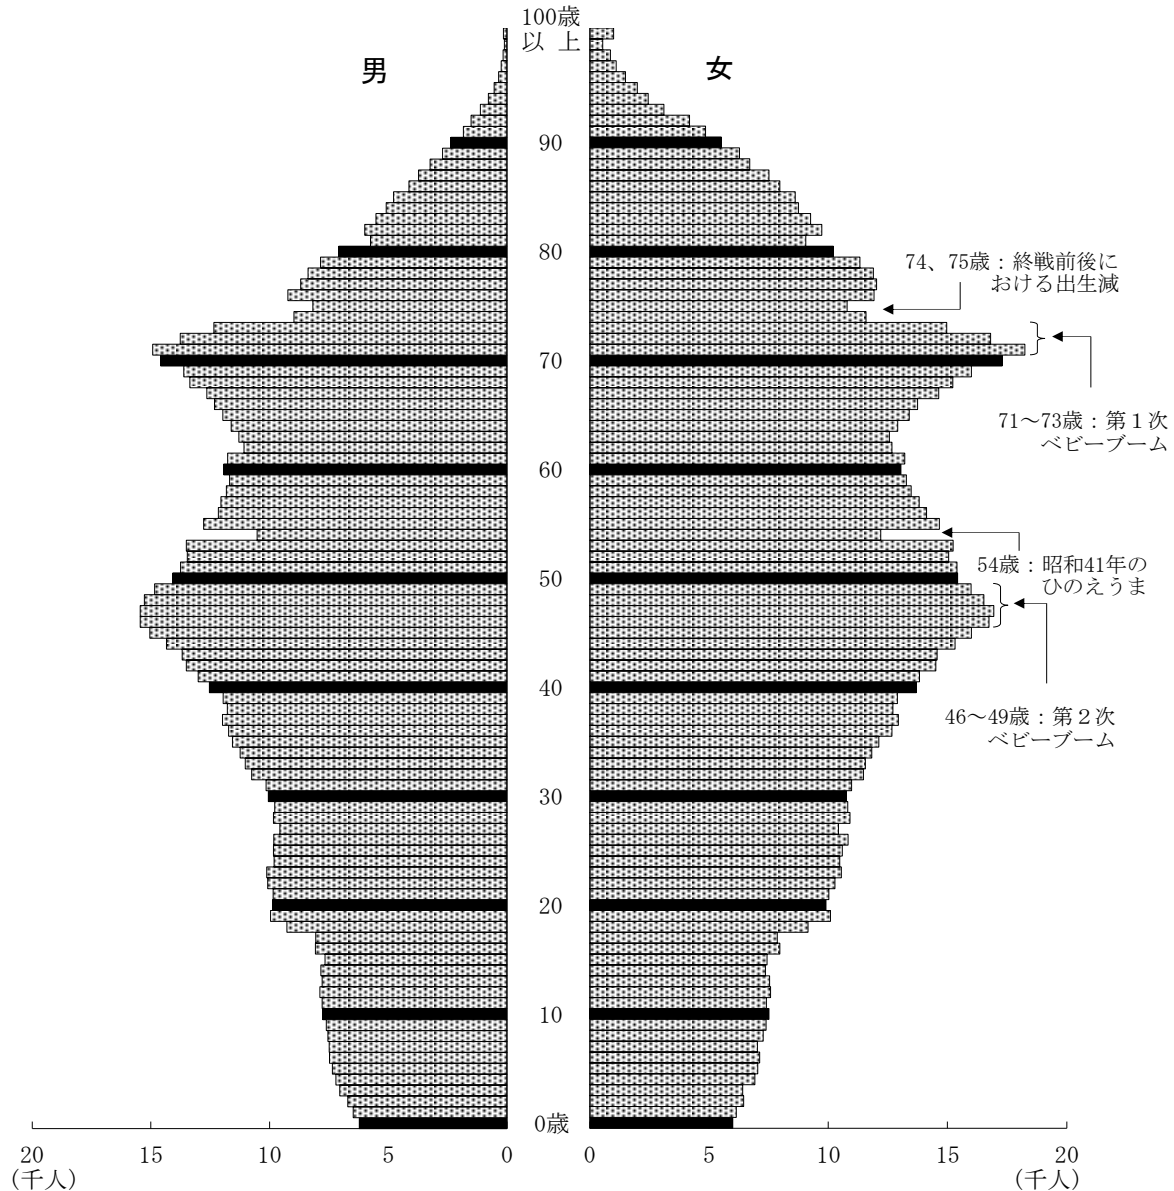 100歳
以 上
男
女
90
80
74、75歳：終戦前後に
おける出生減
70
71～73歳：第１次
ベビーブーム
60
50
54歳：昭和41年の
ひのえうま
40
46～49歳：第２次
ベビーブーム
30
20
10
0歳
20 15 10 5 0 0 5 10 15 20
（千人） （千人）